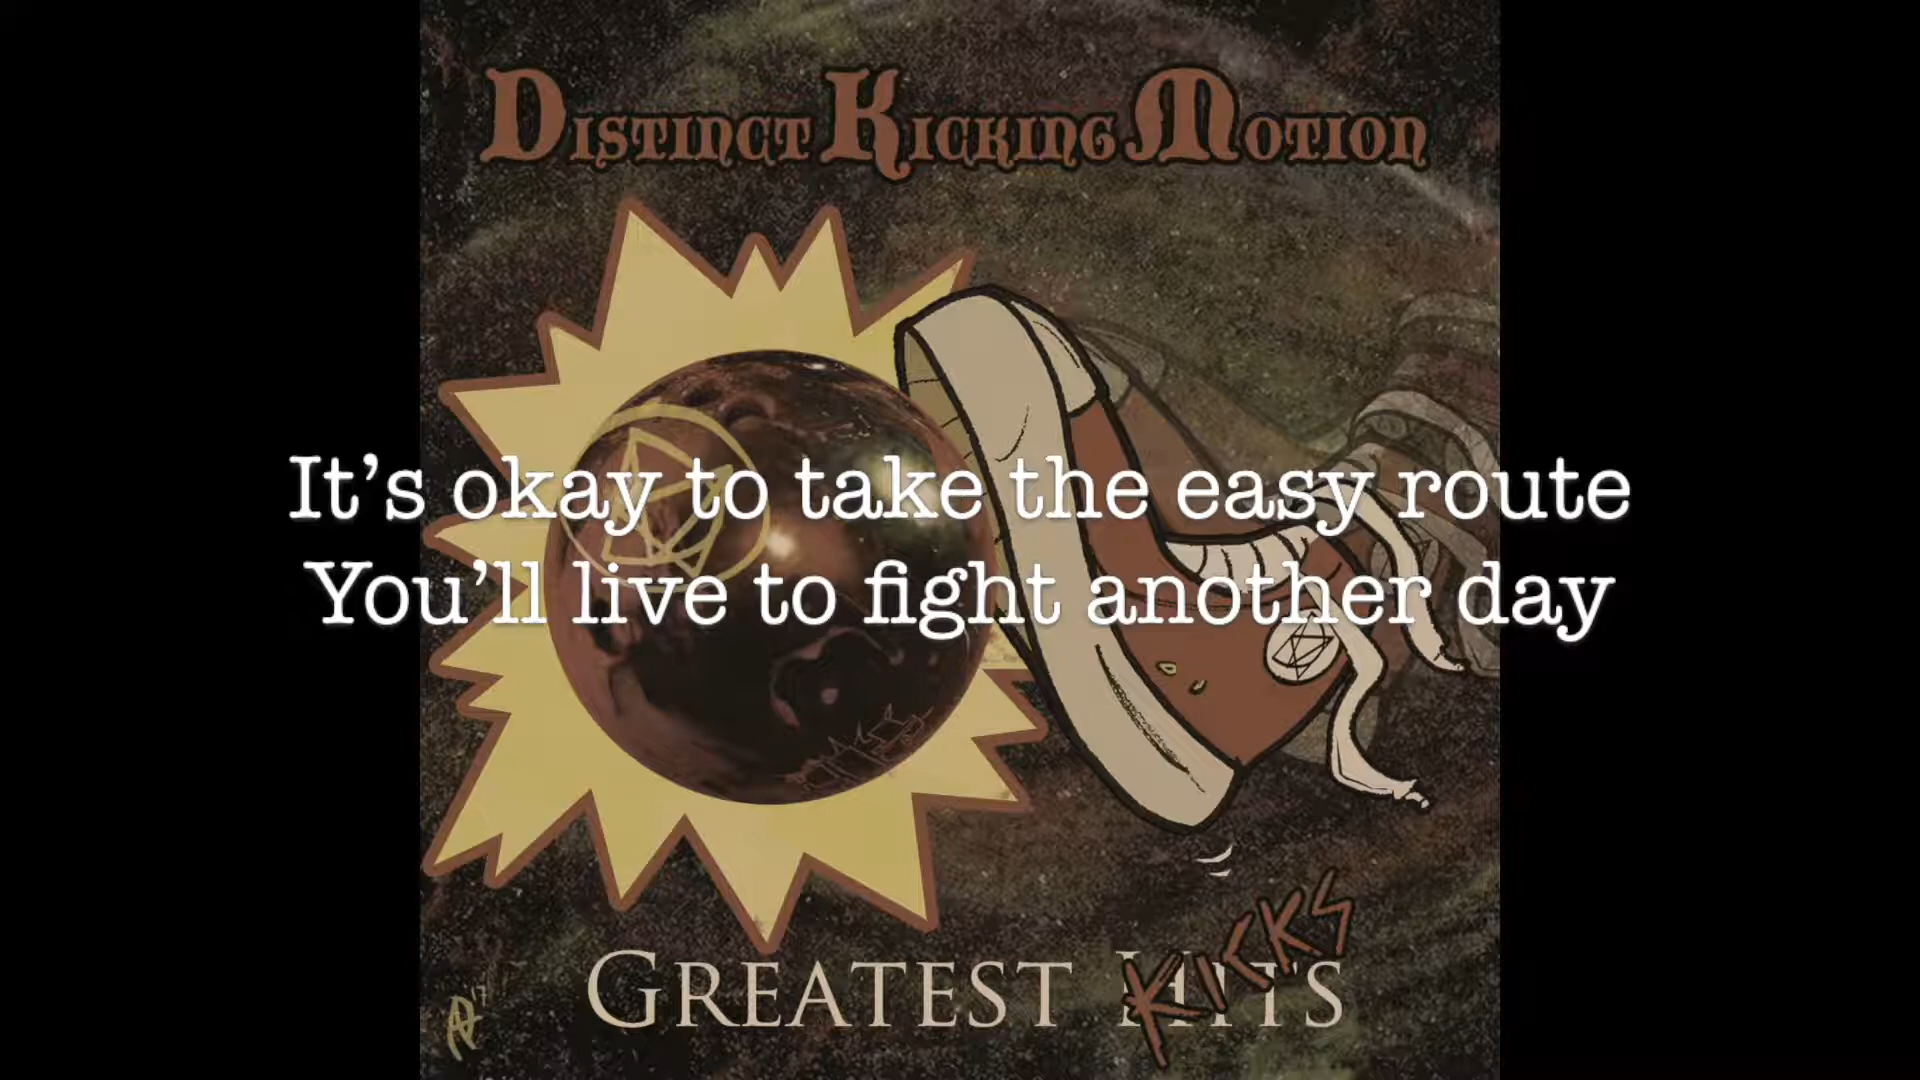 Distinct Kicking Motion
It's okay to take the easy route
You'll live to fight another day
KICKS
Greatest Hits
'17